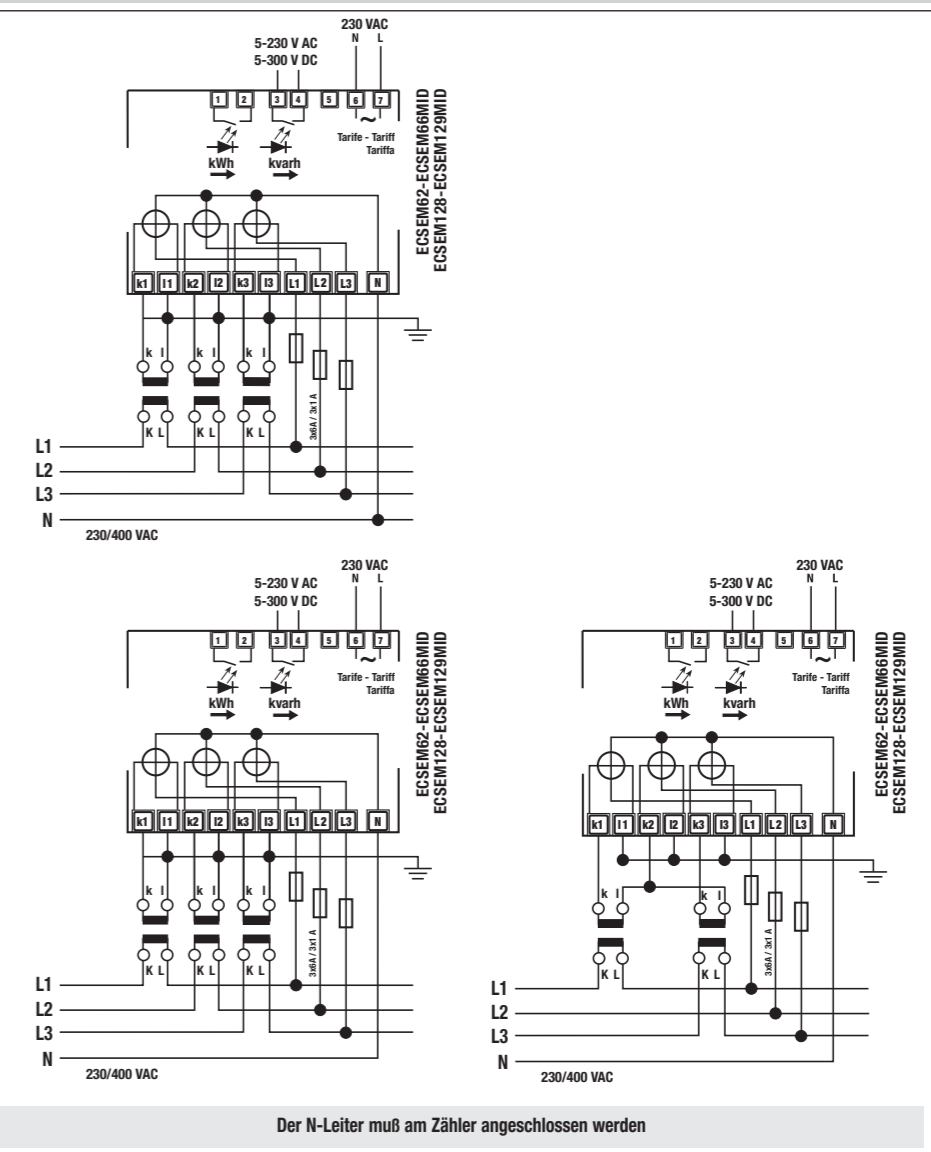 230 VAC
N L
5-230 V AC
5-300 V DC
1 2 3 4 5 6 7
~
Tarife - Tariff
Tariffa
kWh kvarh
ECSEM62-ECSEM66MID
ECSEM128-ECSEM129MID
k1 l1 k2 l2 k3 l3 L1 L2 L3 N
k l k l k l
3x6A / 3x1 A
K L K L K L
L1
L2
L3
N
230/400 VAC
230 VAC
N L
5-230 V AC
5-300 V DC
1 2 3 4 5 6 7
~
Tarife - Tariff
Tariffa
kWh kvarh
ECSEM62-ECSEM66MID
ECSEM128-ECSEM129MID
k1 l1 k2 l2 k3 l3 L1 L2 L3 N
k l k l k l
3x6A / 3x1 A
K L K L K L
L1
L2
L3
N
230/400 VAC
230 VAC
N L
5-230 V AC
5-300 V DC
1 2 3 4 5 6 7
~
Tarife - Tariff
Tariffa
kWh kvarh
ECSEM62-ECSEM66MID
ECSEM128-ECSEM129MID
k1 l1 k2 l2 k3 l3 L1 L2 L3 N
k l k l
3x6A / 3x1 A
K L K L
L1
L2
L3
N
230/400 VAC
Der N-Leiter muß am Zähler angeschlossen werden